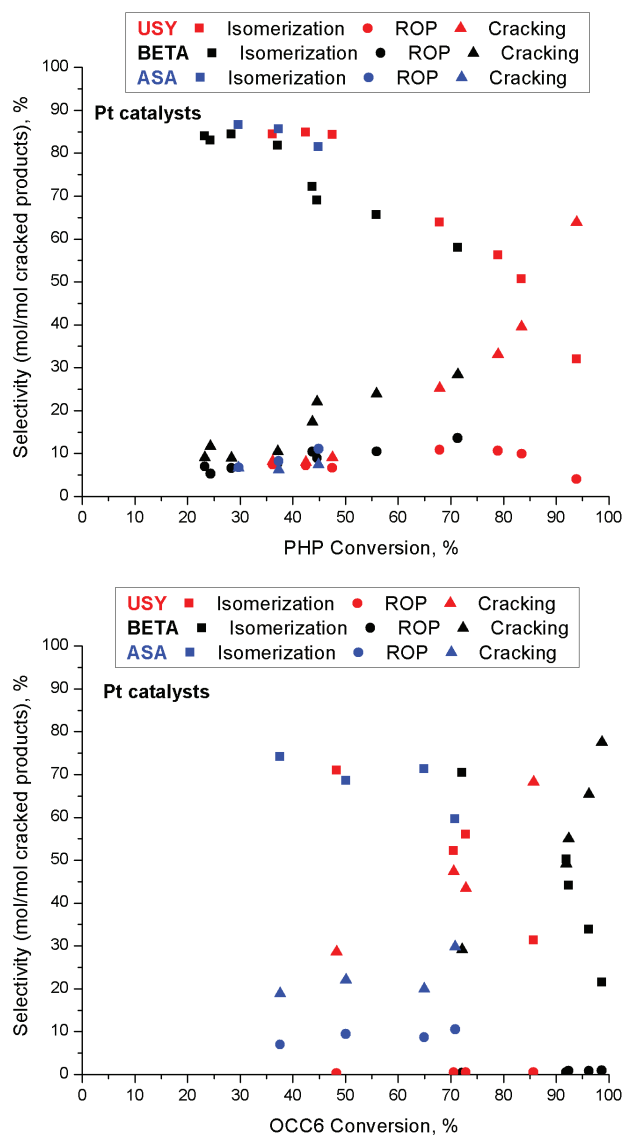 USY Isomerization ROP Cracking
BETA Isomerization ROP Cracking
ASA Isomerization ROP Cracking
Pt catalysts
Selectivity (mol/mol cracked products), %
100
90
80
70
60
50
40
30
20
10
0
0 10 20 30 40 50 60 70 80 90 100
PHP Conversion, %
USY Isomerization ROP Cracking
BETA Isomerization ROP Cracking
ASA Isomerization ROP Cracking
Pt catalysts
Selectivity (mol/mol cracked products), %
100
90
80
70
60
50
40
30
20
10
0
0 10 20 30 40 50 60 70 80 90 100
OCC6 Conversion, %